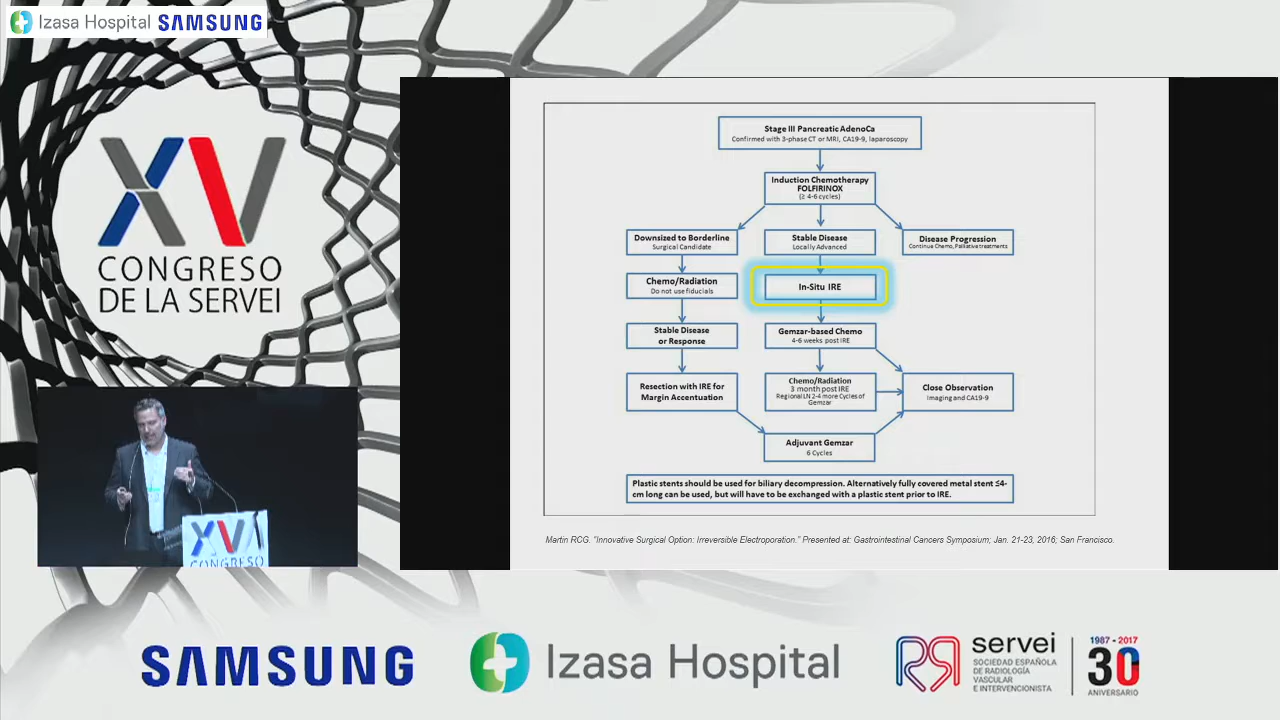 Izasa Hospital SAMSUNG
XV
CONGRESO
DE LA SERVEI
Stage III Pancreatic AdenoCa
Confirmed with 3-phase CT or MRI, CA19-9, laparoscopy
Induction Chemotherapy
FOLFIRINOX
(≥ 4-6 cycles)
Downsized to Borderline
Surgical Candidate
Stable Disease
Locally Advanced
Disease Progression
Continue Chemo, Palliative treatments
Chemo/Radiation
Do not use fiducials
In-Situ IRE
Stable Disease
or Response
Gemzar-based Chemo
4-6 weeks post IRE
Resection with IRE for
Margin Accentuation
Chemo/Radiation
3 month post IRE
Regional LN 2-4 more Cycles of
Gemzar
Close Observation
Imaging and CA19-9
Adjuvant Gemzar
6 Cycles
Plastic stents should be used for biliary decompression. Alternatively fully covered metal stent ≤4-
cm long can be used, but will have to be exchanged with a plastic stent prior to IRE.
Martin RCG. "Innovative Surgical Option: Irreversible Electroporation." Presented at: Gastrointestinal Cancers Symposium; Jan. 21-23, 2016; San Francisco.
XV
CONGRESO
SAMSUNG
Izasa Hospital
servei
SOCIEDAD ESPAÑOLA
DE RADIOLOGÍA
VASCULAR
E INTERVENCIONISTA
1987 - 2017
30
ANIVERSARIO